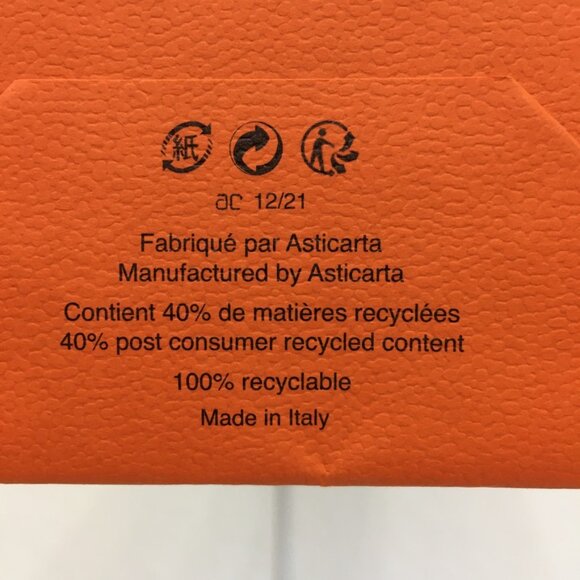 紙
ac 12/21
Fabriqué par Asticarta
Manufactured by Asticarta
Contient 40% de matières recyclées
40% post consumer recycled content
100% recyclable
Made in Italy